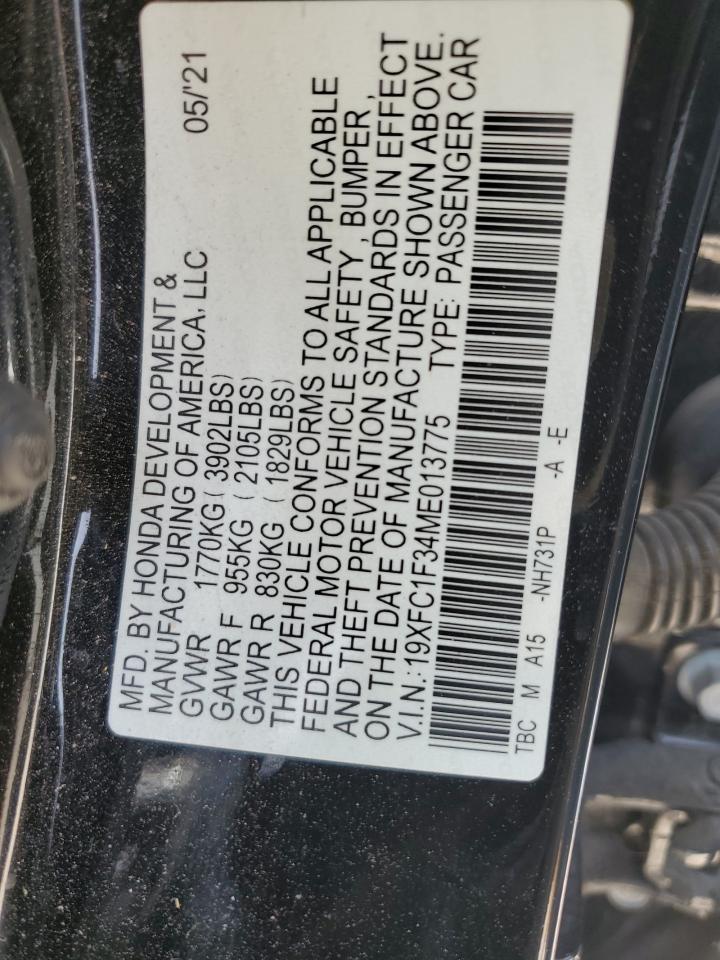 MFD. BY HONDA DEVELOPMENT & 05/'21
MANUFACTURING OF AMERICA, LLC
GVWR 1770KG ( 3902LBS)
GAWR F 955KG ( 2105LBS)
GAWR R 830KG ( 1829LBS)
THIS VEHICLE CONFORMS TO ALL APPLICABLE
FEDERAL MOTOR VEHICLE SAFETY , BUMPER ,
AND THEFT PREVENTION STANDARDS IN EFFECT
ON THE DATE OF MANUFACTURE SHOWN ABOVE.
V.I.N.:19XFC1F34ME013775 TYPE: PASSENGER CAR
TBC M A15 -NH731P -A -E